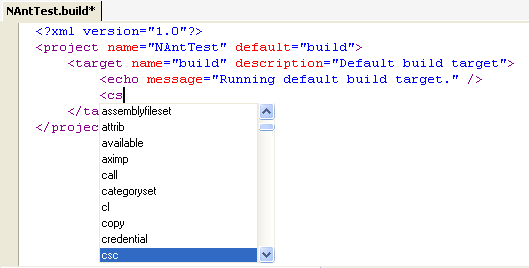 NAntTest.build*
<?xml version="1.0"?>
<project name="NAntTest" default="build">
<target name="build" description="Default build target">
<echo message="Running default build target." />
<cs
</ta
</projec
assemblyfileset
attrib
available
aximp
call
categoryset
cl
copy
credential
csc